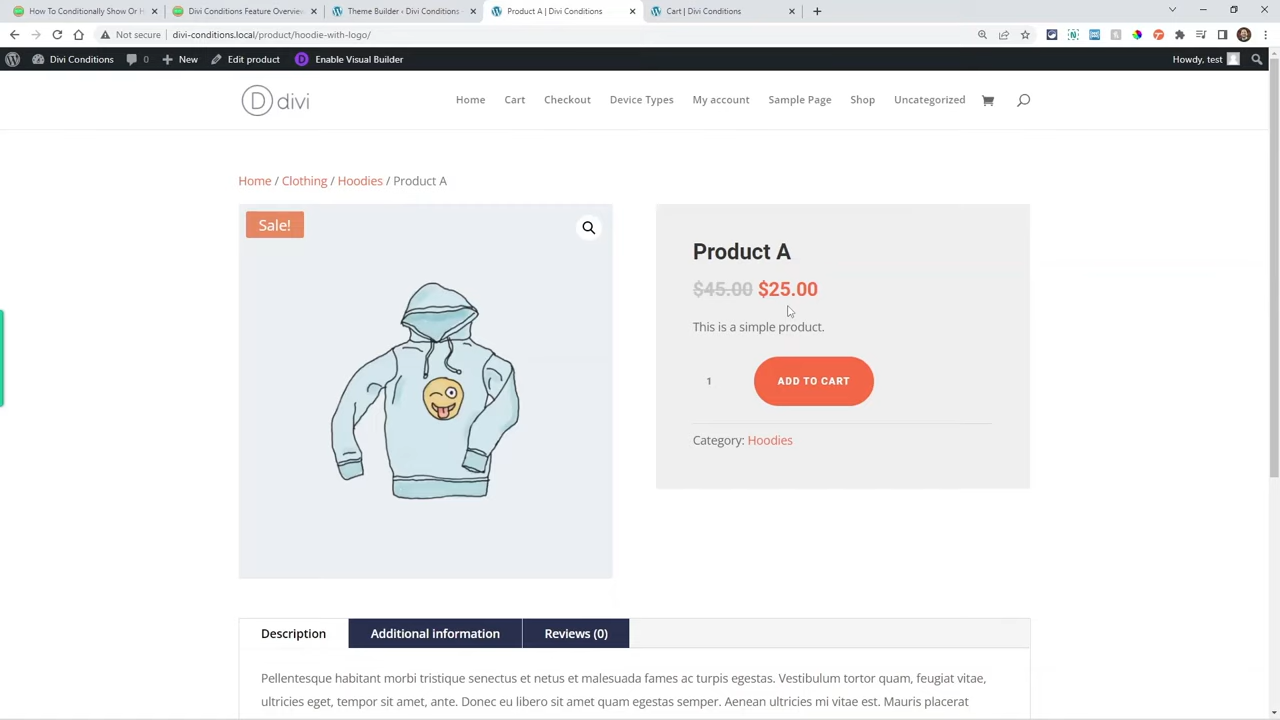 How To Conditionally Show Or H
Divi Conditions Feature Overvie
Theme Builder ‹ Divi Conditions
Product A | Divi Conditions
Cart | Divi Conditions
Not secure
divi-conditions.local/product/hoodie-with-logo/
Divi Conditions
0
New
Edit product
Enable Visual Builder
Howdy, test
D divi
Home
Cart
Checkout
Device Types
My account
Sample Page
Shop
Uncategorized
Home / Clothing / Hoodies / Product A
Sale!
Product A
$45.00 $25.00
This is a simple product.
1
ADD TO CART
Category: Hoodies
Description
Additional information
Reviews (0)
Pellentesque habitant morbi tristique senectus et netus et malesuada fames ac turpis egestas. Vestibulum tortor quam, feugiat vitae,
ultricies eget, tempor sit amet, ante. Donec eu libero sit amet quam egestas semper. Aenean ultricies mi vitae est. Mauris placerat